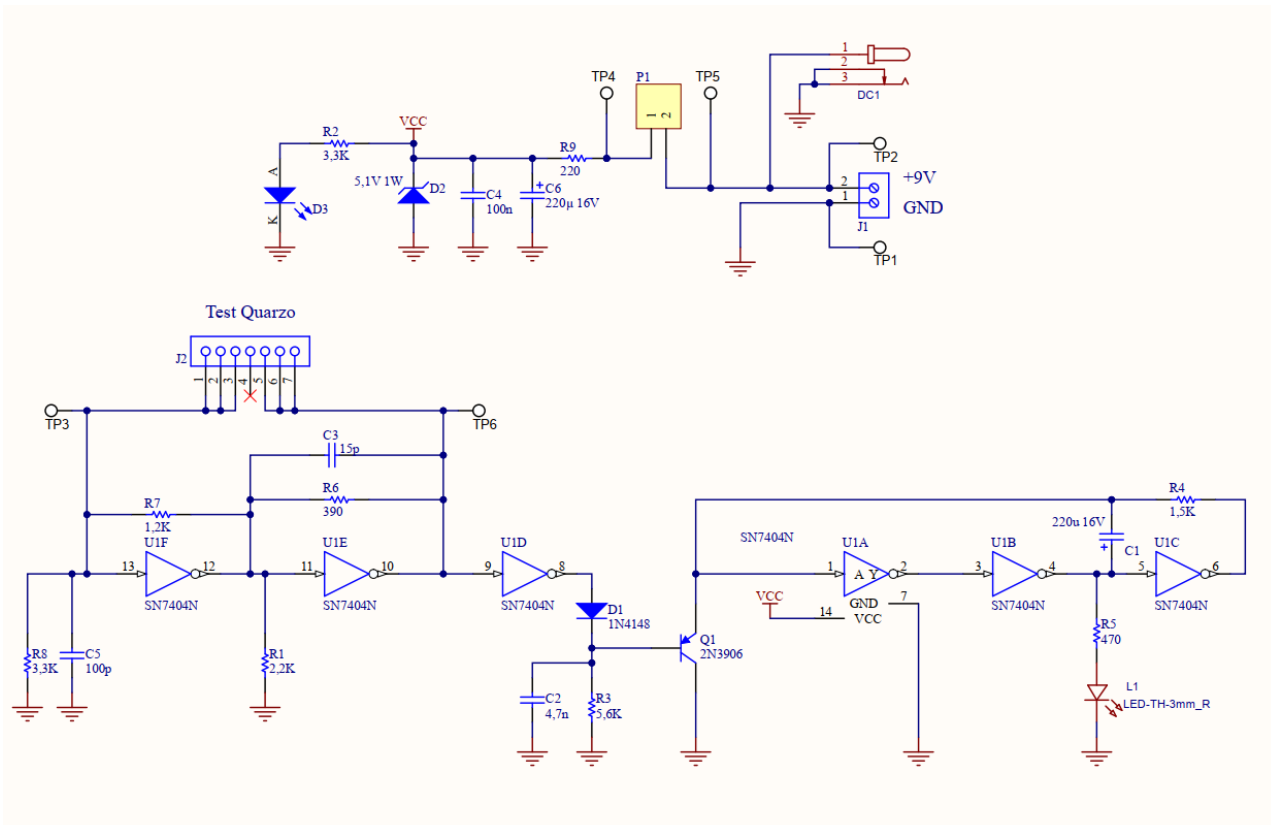 1
2
3
DC1
TP4
P1
TP5
1
2
VCC
R2
3,3K
R9
220
TP2
A
5,1V 1W
D2
C4
100n
+
C6
220µ 16V
2
1
+9V
GND
J1
K
D3
TP1
Test Quarzo
J2
1
2
3
4
5
6
7
TP3
TP6
C3
15p
R6
390
R7
1,2K
R4
1,5K
220u 16V
+
C1
SN7404N
U1F
13
12
SN7404N
U1E
11
10
SN7404N
U1D
9
8
SN7404N
U1A
1
A Y
2
GND
7
VCC
14
VCC
U1B
3
4
SN7404N
U1C
5
6
SN7404N
D1
1N4148
R5
470
Q1
2N3906
R8
3,3K
C5
100p
R1
2,2K
C2
4,7n
R3
5,6K
L1
LED-TH-3mm_R